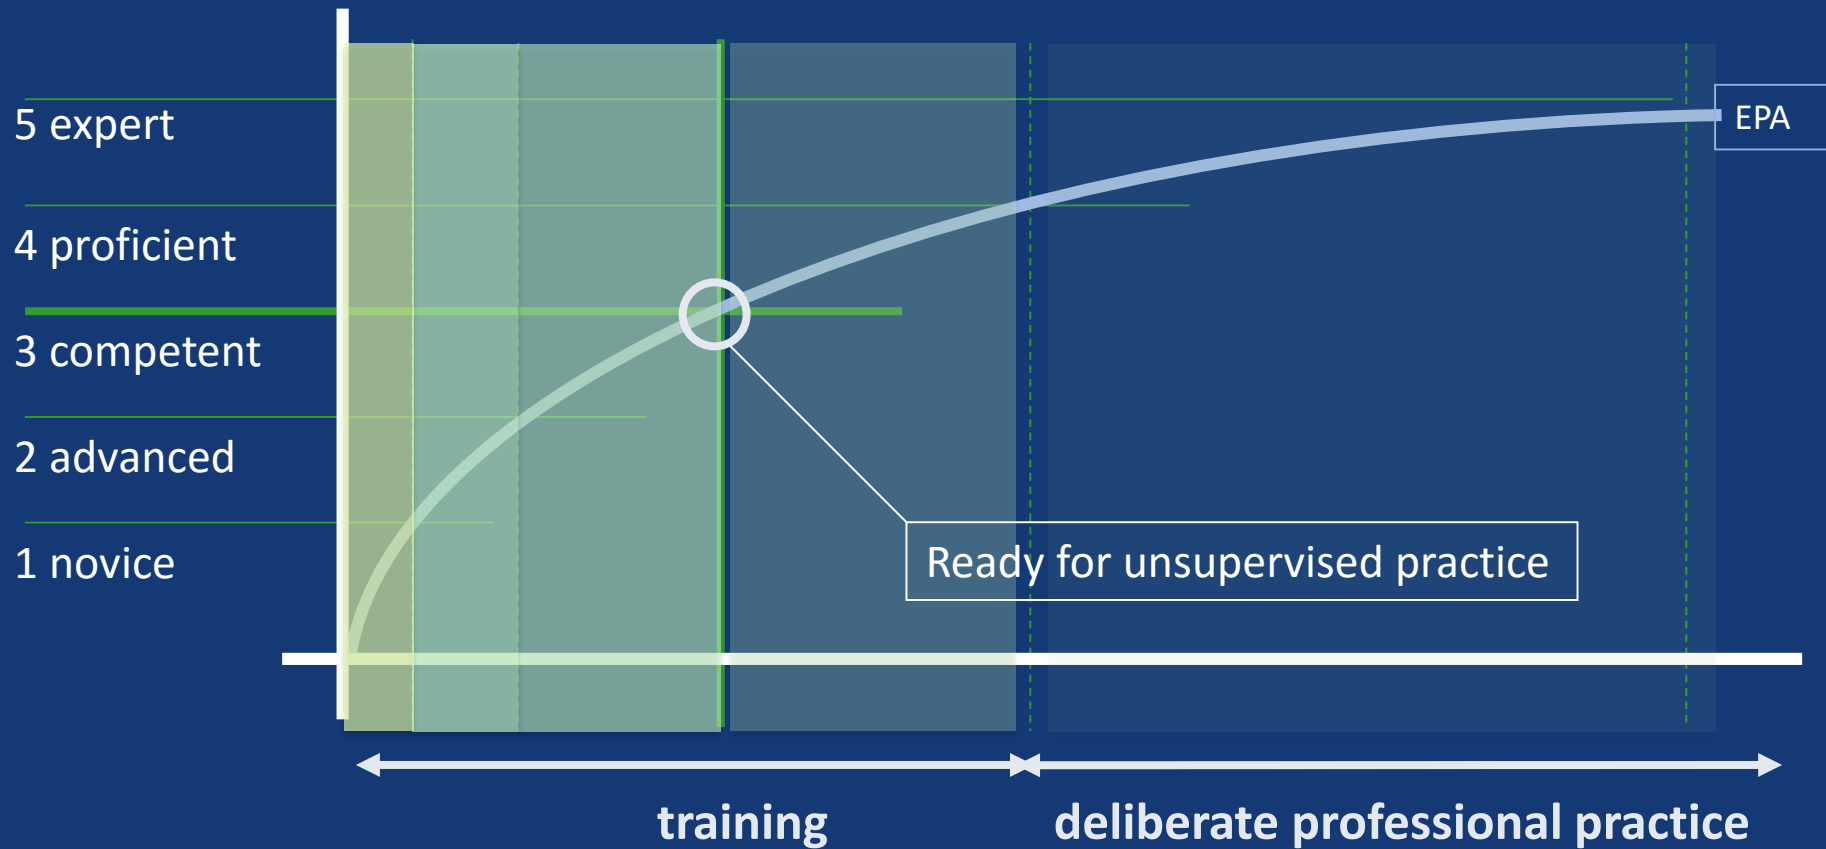 5 expert
EPA
4 proficient
3 competent
2 advanced
1 novice
Ready for unsupervised practice
training
deliberate professional practice